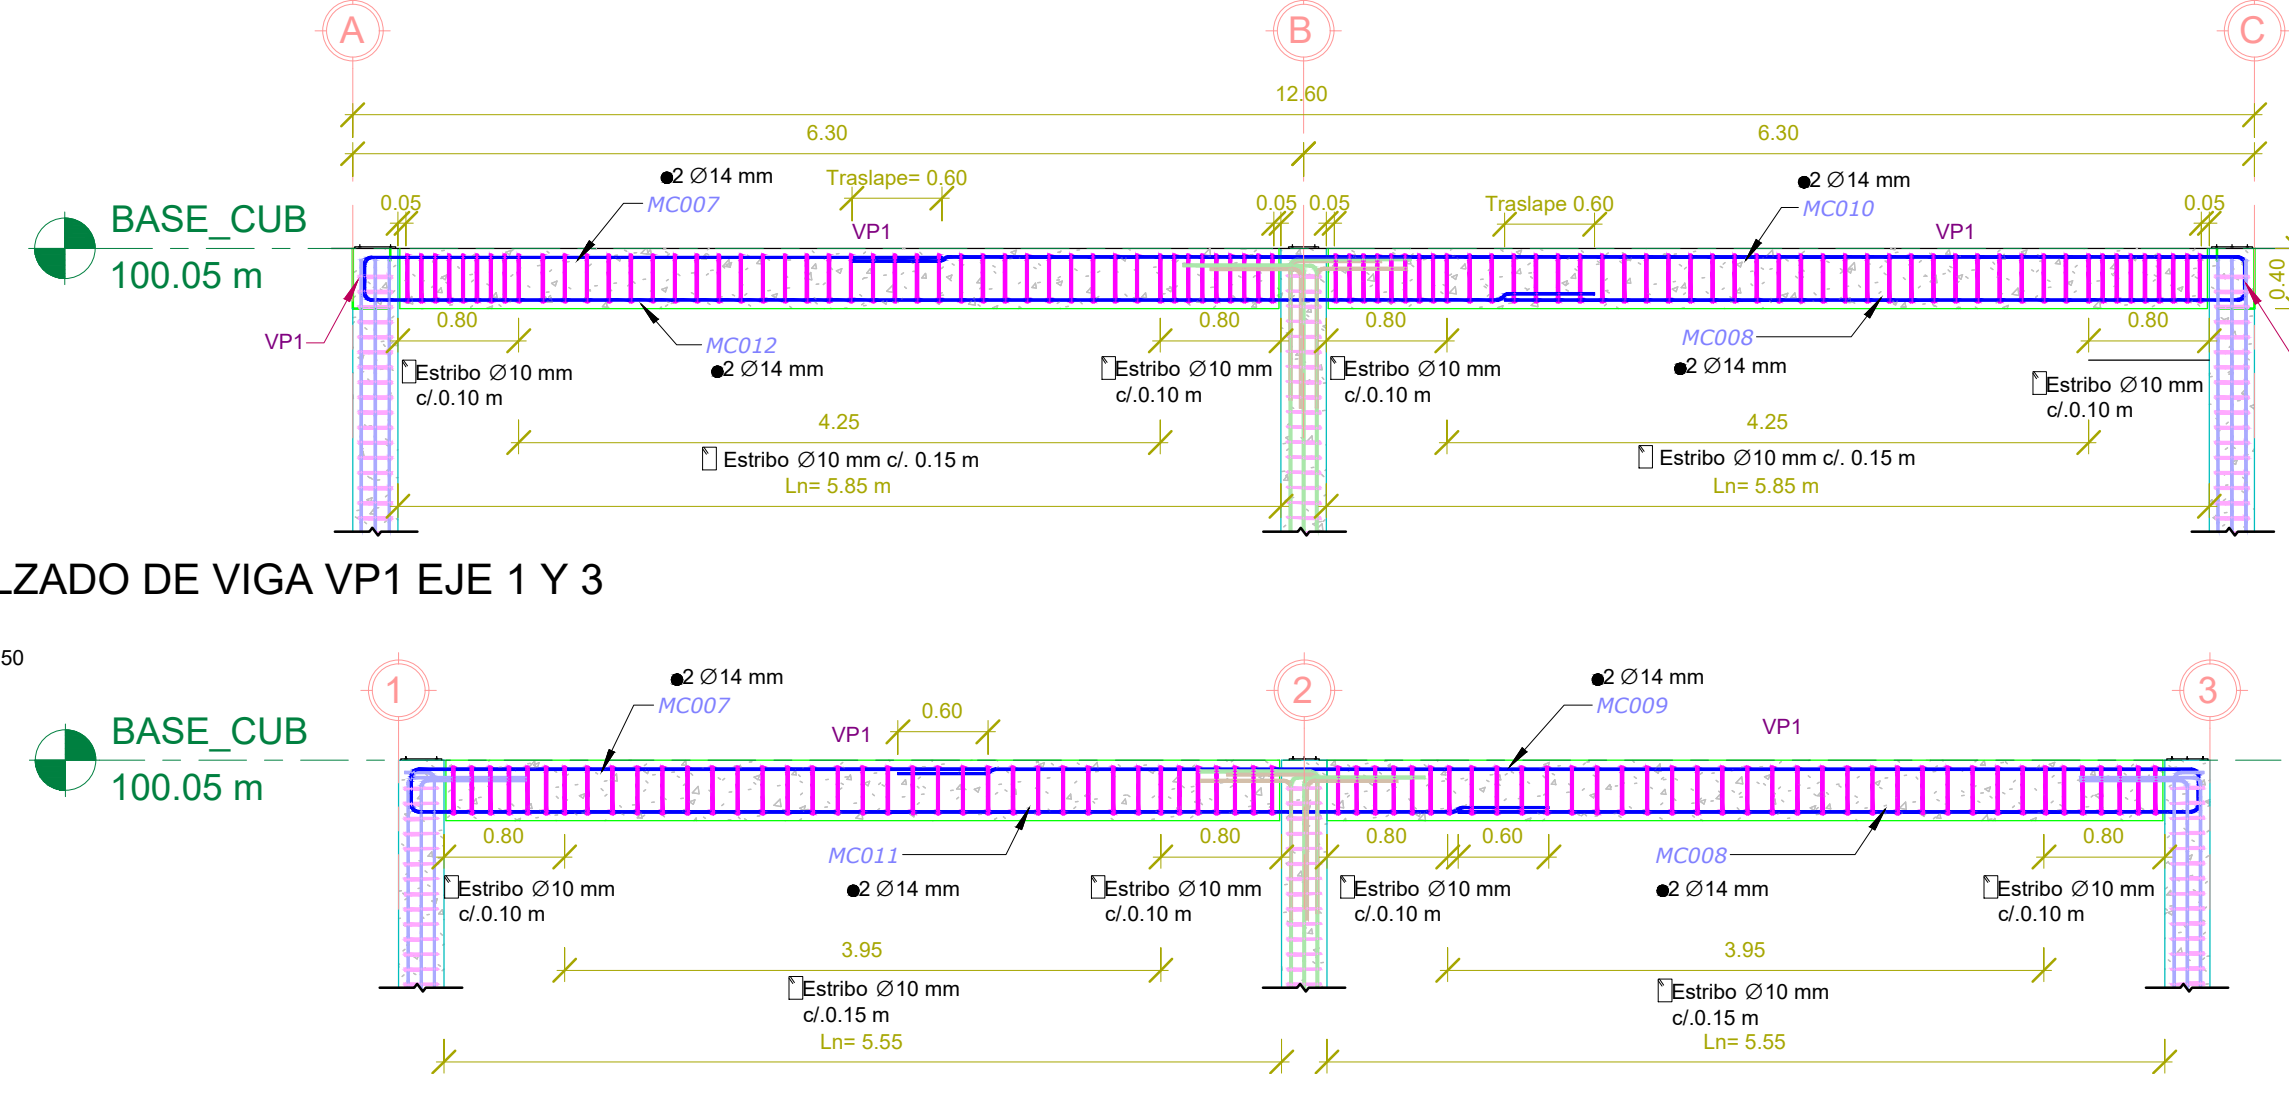 A
B
C
12.60
6.30
6.30
●2 Ø14 mm
MC007
Traslape= 0.60
●2 Ø14 mm
MC010
0.05
0.05
0.05
Traslape 0.60
0.05
BASE_CUB
100.05 m
VP1
VP1
0.40
VP1
0.80
MC012
●2 Ø14 mm
0.80
0.80
MC008
●2 Ø14 mm
0.80
Estribo Ø10 mm
c/.0.10 m
Estribo Ø10 mm
c/.0.10 m
Estribo Ø10 mm
c/.0.10 m
Estribo Ø10 mm
c/.0.10 m
4.25
Estribo Ø10 mm c/. 0.15 m
Ln= 5.85 m
4.25
Estribo Ø10 mm c/. 0.15 m
Ln= 5.85 m
LZADO DE VIGA VP1 EJE 1 Y 3
50
1
2
3
●2 Ø14 mm
MC007
●2 Ø14 mm
MC009
BASE_CUB
100.05 m
VP1
0.60
VP1
0.80
MC011
●2 Ø14 mm
0.80
0.80
0.60
MC008
●2 Ø14 mm
0.80
Estribo Ø10 mm
c/.0.10 m
Estribo Ø10 mm
c/.0.10 m
Estribo Ø10 mm
c/.0.10 m
Estribo Ø10 mm
c/.0.10 m
3.95
Estribo Ø10 mm
c/.0.15 m
Ln= 5.55
3.95
Estribo Ø10 mm
c/.0.15 m
Ln= 5.55